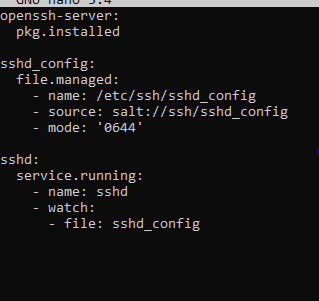 GNU nano 5.4
openssh-server:
  pkg.installed
sshd_config:
  file.managed:
    - name: /etc/ssh/sshd_config
    - source: salt://ssh/sshd_config
    - mode: '0644'
sshd:
  service.running:
    - name: sshd
    - watch:
      - file: sshd_config